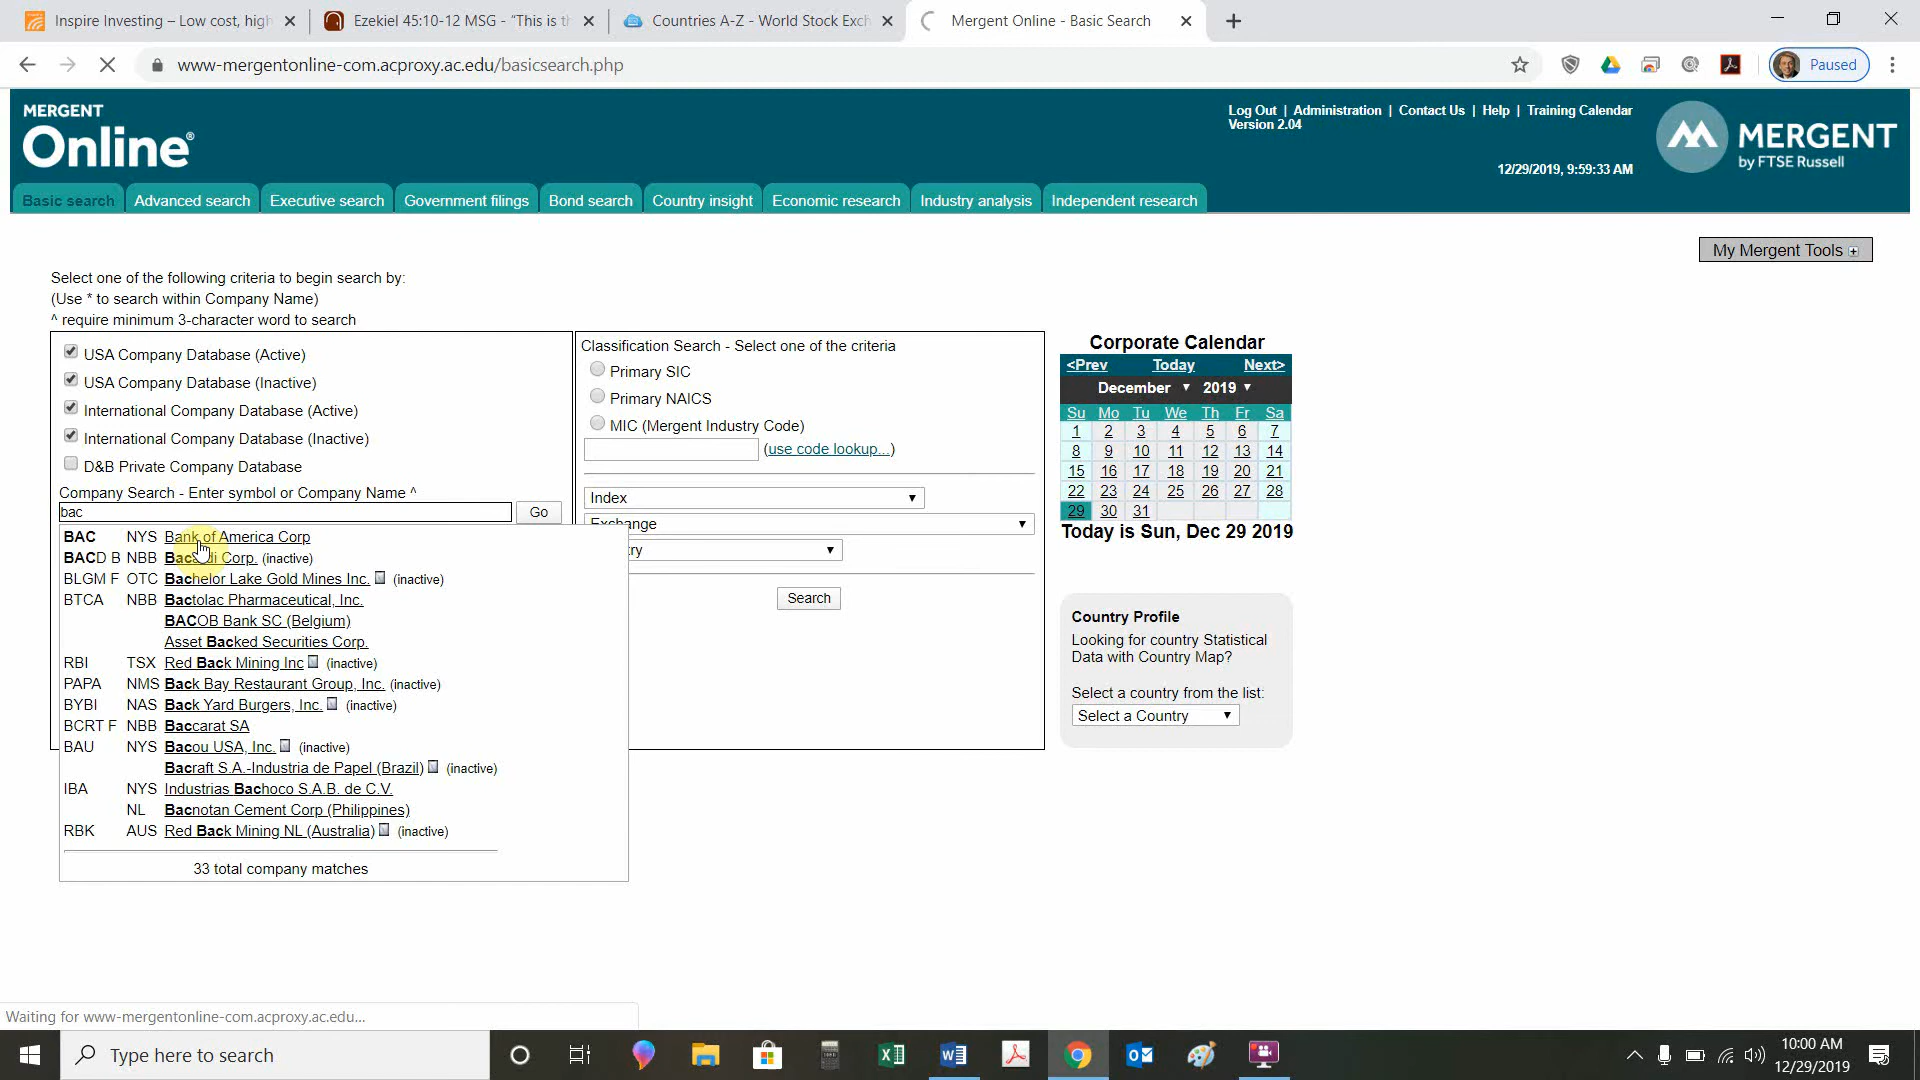 Inspire Investing – Low cost, high
Ezekiel 45:10-12 MSG - “This is th
Countries A-Z - World Stock Exch
Mergent Online - Basic Search
www-mergentonline-com.acproxy.ac.edu/basicsearch.php
Paused
MERGENT
Online®
Log Out | Administration | Contact Us | Help | Training Calendar
Version 2.04
12/29/2019, 9:59:33 AM
MERGENT
by FTSE Russell
Basic search
Advanced search
Executive search
Government filings
Bond search
Country insight
Economic research
Industry analysis
Independent research
My Mergent Tools
Select one of the following criteria to begin search by:
(Use * to search within Company Name)
^ require minimum 3-character word to search
USA Company Database (Active)
USA Company Database (Inactive)
International Company Database (Active)
International Company Database (Inactive)
D&B Private Company Database
Company Search - Enter symbol or Company Name ^
bac
Go
BAC NYS Bank of America Corp
BACD B NBB Bac di Corp. (inactive)
BLGM F OTC Bachelor Lake Gold Mines Inc. (inactive)
BTCA NBB Bactolac Pharmaceutical, Inc.
BACOB Bank SC (Belgium)
Asset Backed Securities Corp.
RBI TSX Red Back Mining Inc (inactive)
PAPA NMS Back Bay Restaurant Group, Inc. (inactive)
BYBI NAS Back Yard Burgers, Inc. (inactive)
BCRT F NBB Baccarat SA
BAU NYS Bacou USA, Inc. (inactive)
Bacraft S.A.-Industria de Papel (Brazil) (inactive)
IBA NYS Industrias Bachoco S.A.B. de C.V.
NL Bacnotan Cement Corp (Philippines)
RBK AUS Red Back Mining NL (Australia) (inactive)
33 total company matches
Classification Search - Select one of the criteria
Primary SIC
Primary NAICS
MIC (Mergent Industry Code)
(use code lookup...)
Index
Exchange
ry
Search
Corporate Calendar
<Prev Today Next>
December 2019
Su Mo Tu We Th Fr Sa
1 2 3 4 5 6 7
8 9 10 11 12 13 14
15 16 17 18 19 20 21
22 23 24 25 26 27 28
29 30 31
Today is Sun, Dec 29 2019
Country Profile
Looking for country Statistical
Data with Country Map?
Select a country from the list:
Select a Country
Waiting for www-mergentonline-com.acproxy.ac.edu...
Type here to search
10:00 AM
12/29/2019